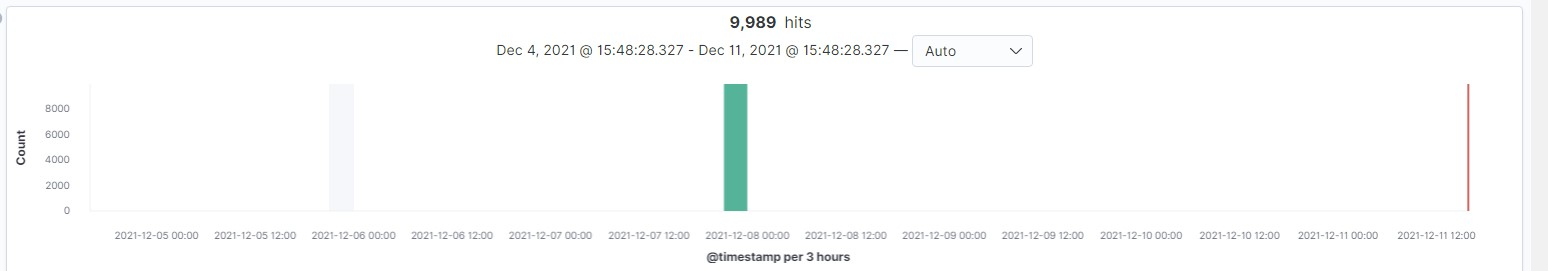 9,989 hits
Dec 4, 2021 @ 15:48:28.327 - Dec 11, 2021 @ 15:48:28.327 — Auto
Count
8000
6000
4000
2000
0
2021-12-05 00:00 2021-12-05 12:00 2021-12-06 00:00 2021-12-06 12:00 2021-12-07 00:00 2021-12-07 12:00 2021-12-08 00:00 2021-12-08 12:00 2021-12-09 00:00 2021-12-09 12:00 2021-12-10 00:00 2021-12-10 12:00 2021-12-11 00:00 2021-12-11 12:00
@timestamp per 3 hours